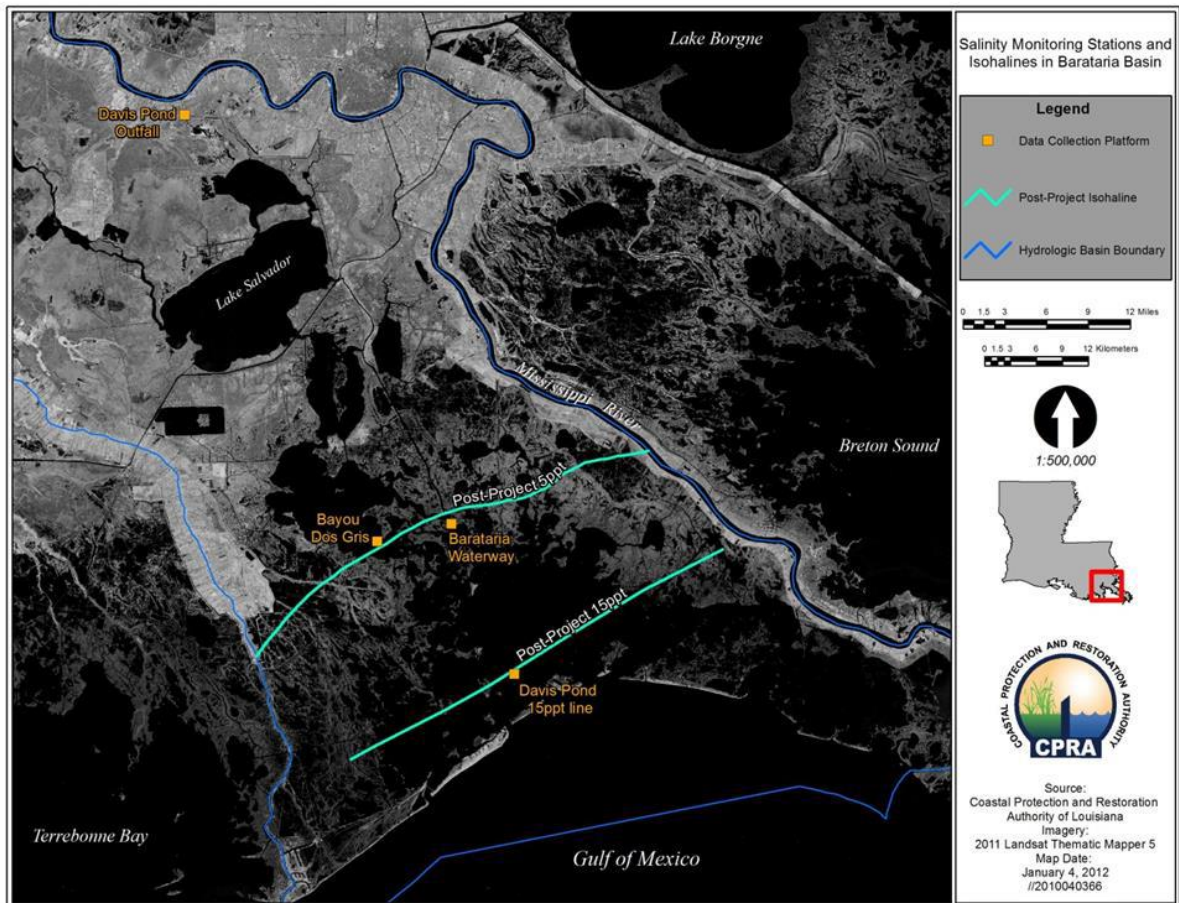 Lake Borgne
Davis Pond
Outfall
Lake Salvador
Mississippi River
Breton Sound
Post-Project 5ppt
Bayou
Dos Gris
Barataria
Waterway
Post-Project 15ppt
Davis Pond
15ppt line
Terrebonne Bay
Gulf of Mexico
Salinity Monitoring Stations and
Isohalines in Barataria Basin
Legend
Data Collection Platform
Post-Project Isohaline
Hydrologic Basin Boundary
0 1.5 3 6 9 12 Miles
0 1.5 3 6 9 12 Kilometers
1:500,000
COASTAL PROTECTION AND RESTORATION AUTHORITY
CPRA
Source:
Coastal Protection and Restoration
Authority of Louisiana
Imagery:
2011 Landsat Thematic Mapper 5
Map Date:
January 4, 2012
//2010040366